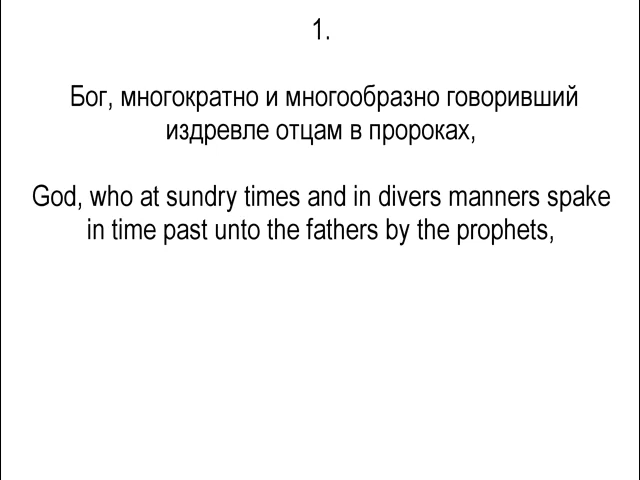 1.
Бог, многократно и многообразно говоривший
издревле отцам в пророках,
God, who at sundry times and in divers manners spake
in time past unto the fathers by the prophets,